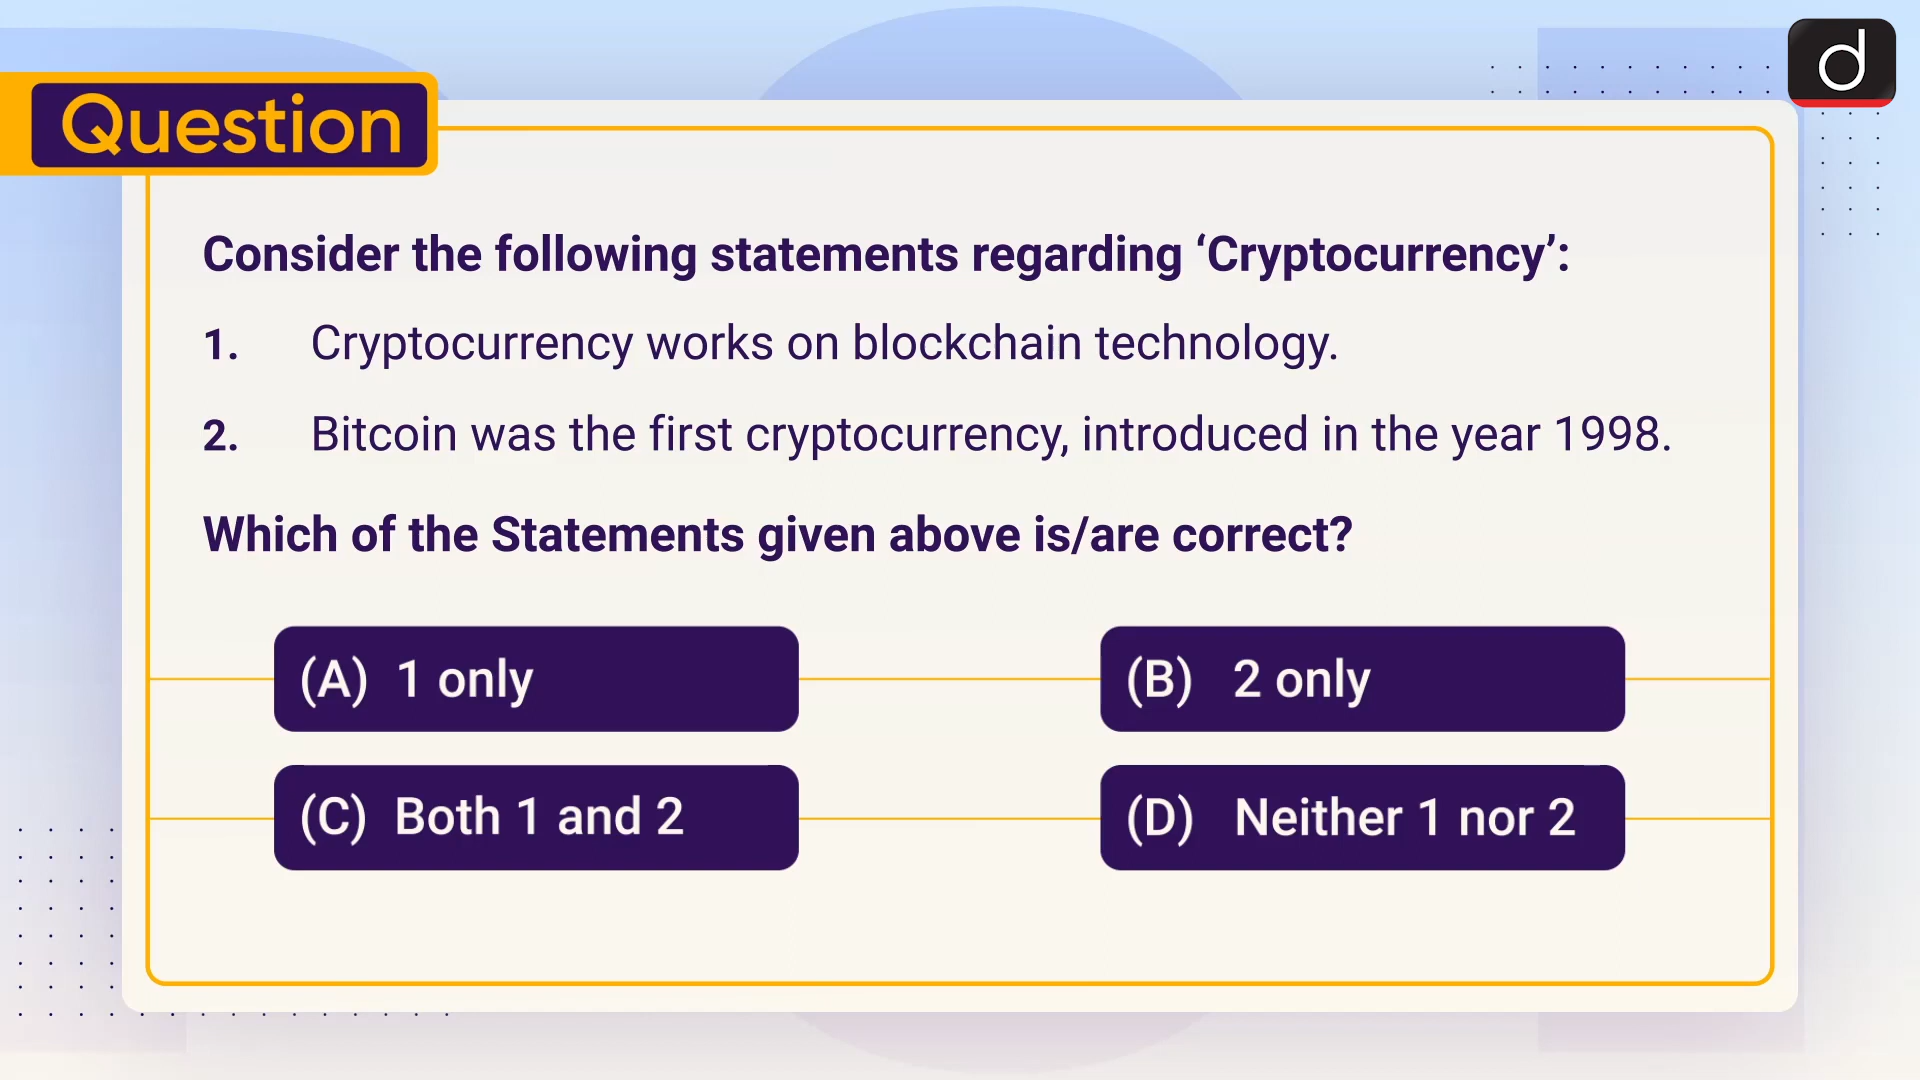 Question
d
Consider the following statements regarding ‘Cryptocurrency’:
1. Cryptocurrency works on blockchain technology.
2. Bitcoin was the first cryptocurrency, introduced in the year 1998.
Which of the Statements given above is/are correct?
(A) 1 only
(B) 2 only
(C) Both 1 and 2
(D) Neither 1 nor 2